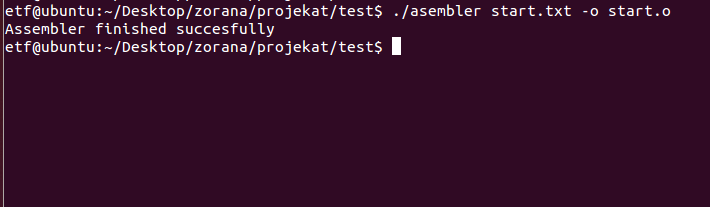 etf@ubuntu:~/Desktop/zorana/projekat/test$ ./asembler start.txt -o start.o
Assembler finished succesfully
etf@ubuntu:~/Desktop/zorana/projekat/test$